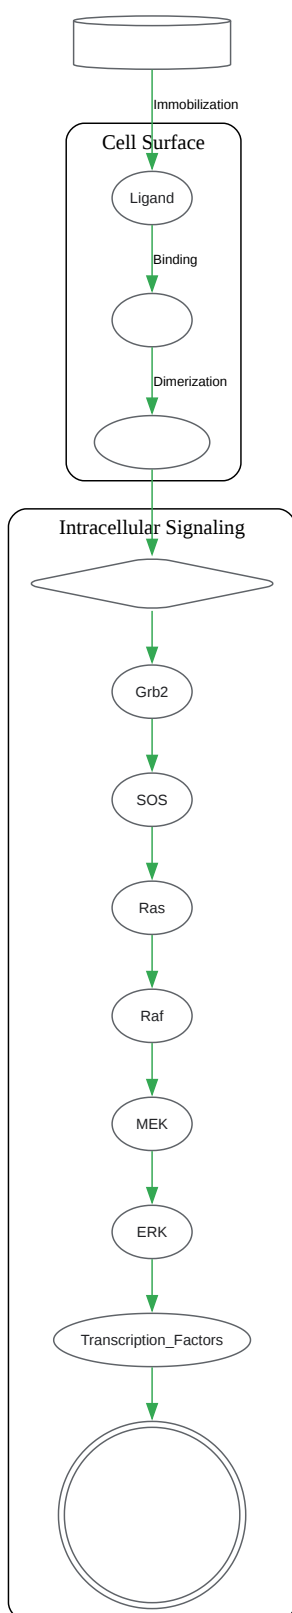 Immobilization
Cell Surface
Ligand
Binding
Dimerization
Intracellular Signaling
Grb2
SOS
Ras
Raf
MEK
ERK
Transcription_Factors